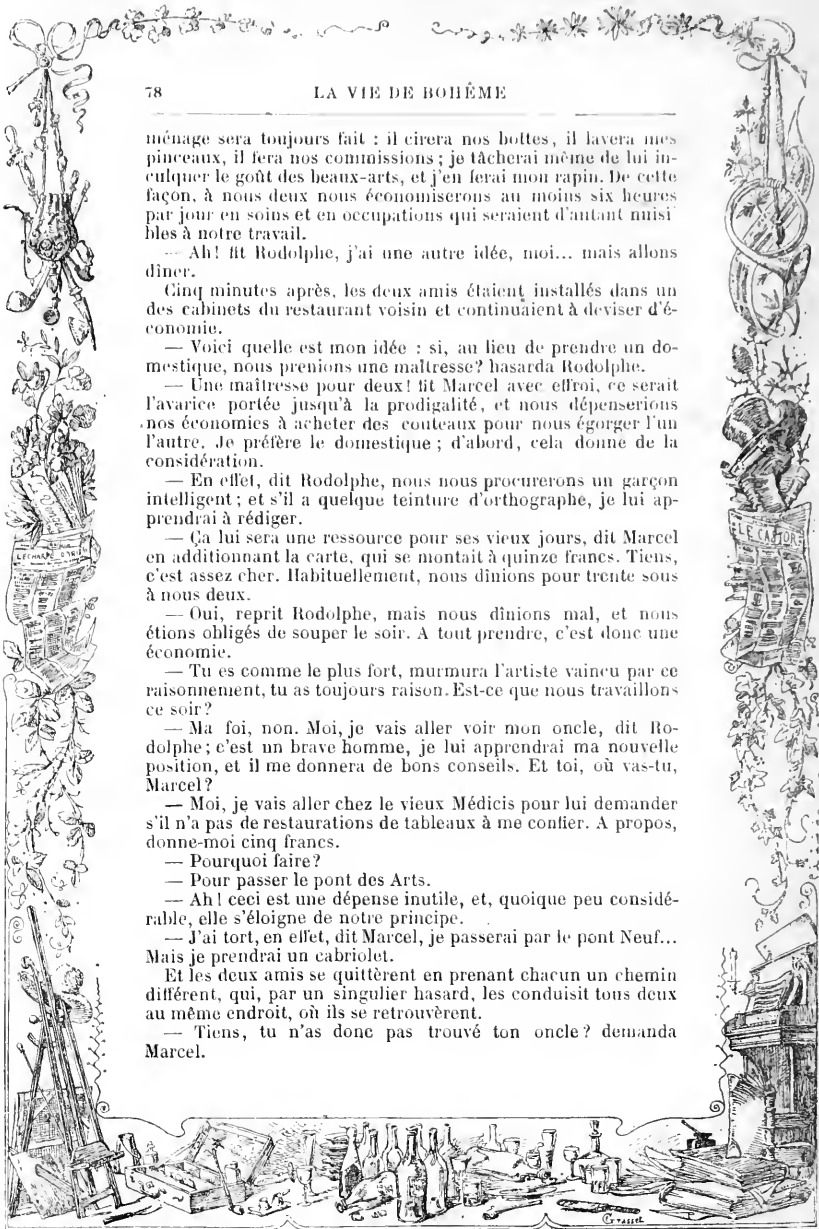 78 LA VIE DE BOHÊME
ménage sera toujours fait : il cirera nos bottes, il lavera mes
pinceaux, il fera nos commissions ; je tâcherai même de lui in-
culquer le goût des beaux-arts, et j'en ferai mon rapin. De cette
façon, à nous deux nous économiserons au moins six heures
par jour en soins et en occupations qui seraient d'autant nuisi
bles à notre travail.
— Ah! fit Rodolphe, j'ai une autre idée, moi... mais allons
dîner.
Cinq minutes après, les deux amis étaient installés dans un
des cabinets du restaurant voisin et continuaient à deviser d'é-
conomie.
— Voici quelle est mon idée : si, au lieu de prendre un do-
mestique, nous prenions une maîtresse? hasarda Rodolphe.
— Une maîtresse pour deux! fit Marcel avec effroi, ce serait
l'avarice portée jusqu'à la prodigalité, et nous dépenserions
nos économies à acheter des couteaux pour nous égorger l'un
l'autre. Je préfère le domestique ; d'abord, cela donne de la
considération.
— En effet, dit Rodolphe, nous nous procurerons un garçon
intelligent ; et s'il a quelque teinture d'orthographe, je lui ap-
prendrai à rédiger.
— Ça lui sera une ressource pour ses vieux jours, dit Marcel
en additionnant la carte, qui se montait à quinze francs. Tiens,
c'est assez cher. Habituellement, nous dînions pour trente sous
à nous deux.
— Oui, reprit Rodolphe, mais nous dînions mal, et nous
étions obligés de souper le soir. A tout prendre, c'est donc une
économie.
— Tu es comme le plus fort, murmura l'artiste vaincu par ce
raisonnement, tu as toujours raison. Est-ce que nous travaillons
ce soir?
— Ma foi, non. Moi, je vais aller voir mon oncle, dit Ro-
dolphe; c'est un brave homme, je lui apprendrai ma nouvelle
position, et il me donnera de bons conseils. Et toi, où vas-tu,
Marcel?
— Moi, je vais aller chez le vieux Médicis pour lui demander
s'il n'a pas de restaurations de tableaux à me confier. A propos,
donne-moi cinq francs.
— Pourquoi faire?
— Pour passer le pont des Arts.
— Ah! ceci est une dépense inutile, et, quoique peu considé-
rable, elle s'éloigne de notre principe.
— J'ai tort, en effet, dit Marcel, je passerai par le pont Neuf...
Mais je prendrai un cabriolet.
Et les deux amis se quittèrent en prenant chacun un chemin
différent, qui, par un singulier hasard, les conduisit tous deux
au même endroit, où ils se retrouvèrent.
— Tiens, tu n'as donc pas trouvé ton oncle? demanda
Marcel.
L'ECHARPE D'IRIS
LE CASTOR